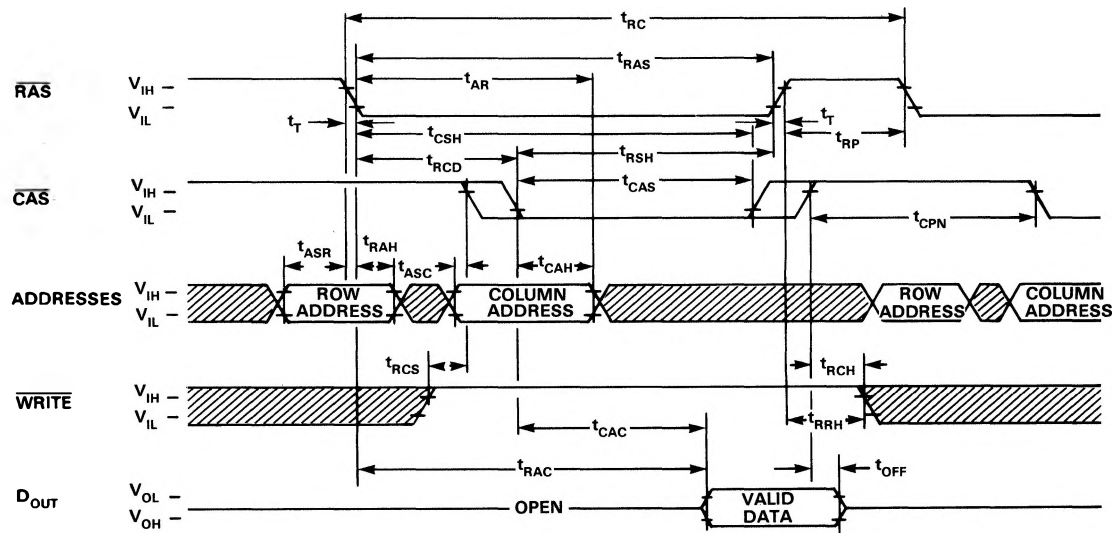 tRC
tRAS
tAR
RAS
VIH
VIL
tT
tT
tCSH
tRP
tRCD
tRSH
CAS
VIH
VIL
tCAS
tCPN
tASR
tRAH
tASC
tCAH
ADDRESSES
VIH
VIL
ROW
ADDRESS
COLUMN
ADDRESS
ROW
ADDRESS
COLUMN
ADDRESS
tRCS
tRCH
WRITE
VIH
VIL
tCAC
tRRH
tRAC
tOFF
DOUT
VOL
VOH
OPEN
VALID
DATA